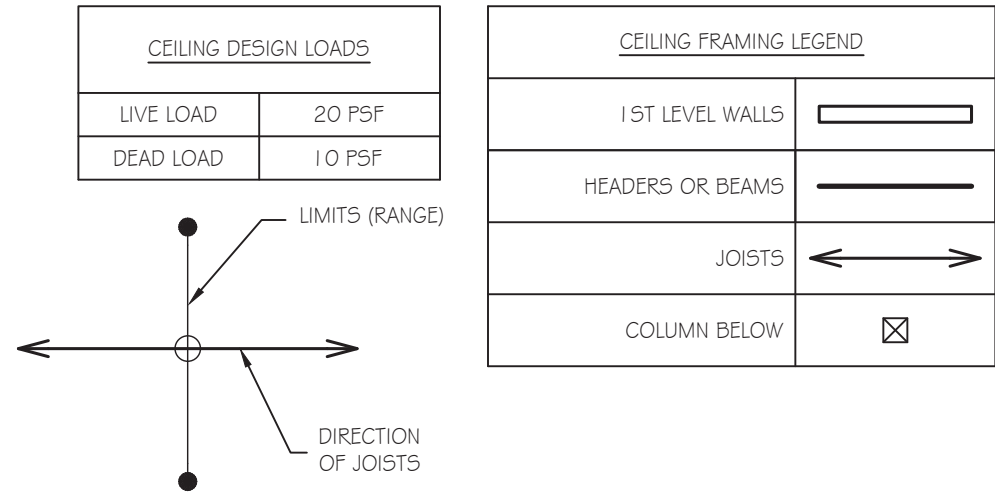 CEILING DESIGN LOADS
LIVE LOAD 20 PSF
DEAD LOAD 10 PSF
LIMITS (RANGE)
DIRECTION
OF JOISTS
CEILING FRAMING LEGEND
1ST LEVEL WALLS
HEADERS OR BEAMS
JOISTS
COLUMN BELOW